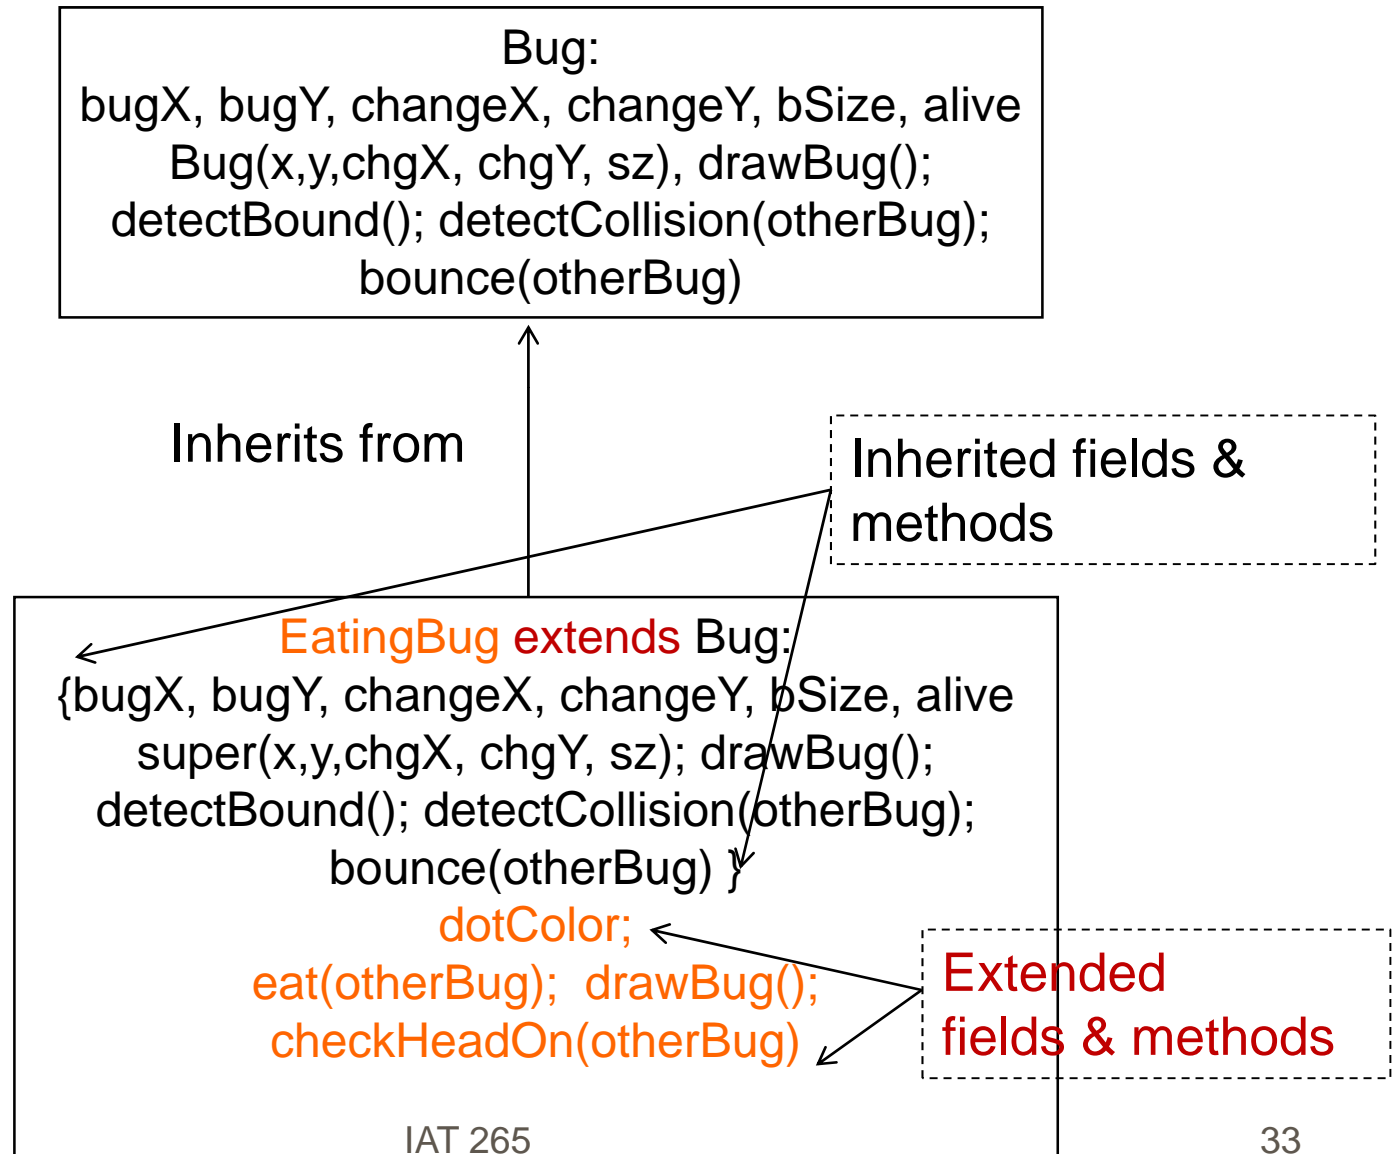 Bug:
bugX, bugY, changeX, changeY, bSize, alive
Bug(x,y,chgX, chgY, sz), drawBug();
detectBound(); detectCollision(otherBug);
bounce(otherBug)
Inherits from
Inherited fields &
methods
EatingBug extends Bug:
{bugX, bugY, changeX, changeY, bSize, alive
super(x,y,chgX, chgY, sz); drawBug();
detectBound(); detectCollision(otherBug);
bounce(otherBug) }
dotColor;
eat(otherBug); drawBug();
checkHeadOn(otherBug)
Extended
fields & methods
IAT 265
33